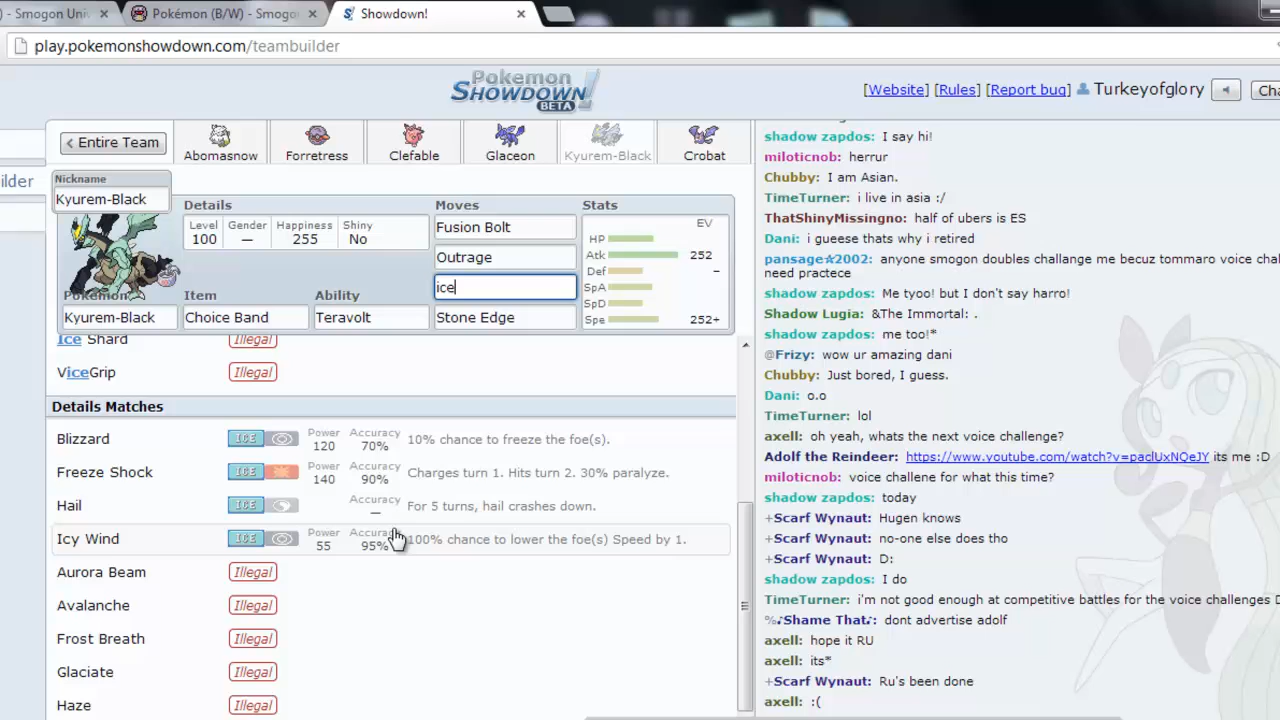 - Smogon Uni
Pokémon (B/W) - Smogo
Showdown!
play.pokemonshowdown.com/teambuilder
Pokemon
SHOWDOWN!
BETA
[Website] [Rules] [Report bug] Turkeyofglory
Entire Team
Abomasnow Forretress Clefable Glaceon Kyurem-Black Crobat
ilder
Nickname
Kyurem-Black
Details
Level Gender Happiness Shiny
100 — 255 No
Pokémon Item Ability
Kyurem-Black Choice Band Teravolt
Moves
Fusion Bolt
Outrage
ice
Stone Edge
Stats
EV
HP
Atk 252
Def –
SpA
SpD
Spe 252+
Ice Shard Illegal
ViceGrip Illegal
Details Matches
Blizzard ICE Power 120 Accuracy 70% 10% chance to freeze the foe(s).
Freeze Shock ICE Power 140 Accuracy 90% Charges turn 1. Hits turn 2. 30% paralyze.
Hail ICE Accuracy — For 5 turns, hail crashes down.
Icy Wind ICE Power 55 Accuracy 95% 100% chance to lower the foe(s) Speed by 1.
Aurora Beam Illegal
Avalanche Illegal
Frost Breath Illegal
Glaciate Illegal
Haze Illegal
shadow zapdos: I say hi!
miloticnob: herrur
Chubby: I am Asian.
TimeTurner: i live in asia :/
ThatShinyMissingno: half of ubers is ES
Dani: i gueese thats why i retired
pansage☆2002: anyone smogon doubles challange me becuz tommaro voice chal
need practece
shadow zapdos: Me tyoo! but I don't say harro!
Shadow Lugia: &The Immortal: .
shadow zapdos: me too!*
@Frizy: wow ur amazing dani
Chubby: Just bored, I guess.
Dani: o.o
TimeTurner: lol
axell: oh yeah, whats the next voice challenge?
Adolf the Reindeer: https://www.youtube.com/watch?v=paclUxNQeJY its me :D
miloticnob: voice challene for what this time?
shadow zapdos: today
+Scarf Wynaut: Hugen knows
+Scarf Wynaut: no-one else does tho
+Scarf Wynaut: D:
shadow zapdos: I do
TimeTurner: i'm not good enough at competitive battles for the voice challenges D
%♪Shame That♪: dont advertise adolf
axell: hope it RU
axell: its*
+Scarf Wynaut: Ru's been done
axell: :(